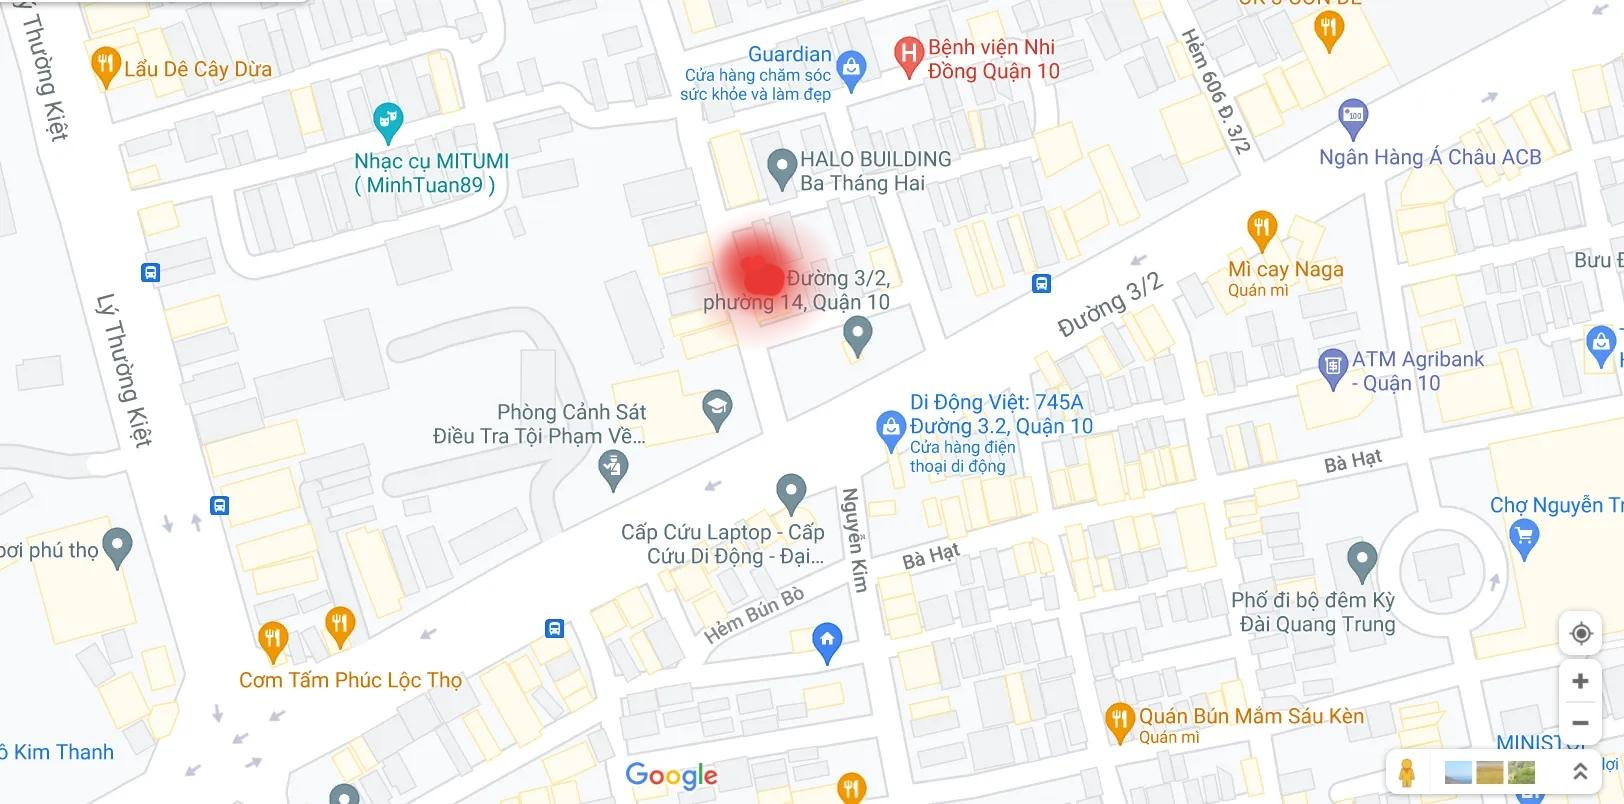 Lý Thường Kiệt
Lẩu Dê Cây Dừa
Nhạc cụ MITUMI
( MinhTuan89 )
Guardian
Cửa hàng chăm sóc
sức khỏe và làm đẹp
Bệnh viện Nhi
Đồng Quận 10
Hẻm 606 Đ. 3/2
Ngân Hàng Á Châu ACB
HALO BUILDING
Ba Tháng Hai
Đường 3/2,
phường 14, Quận 10
Đường 3/2
Mì cay Naga
Quán mì
Bưu
Lý Thường Kiệt
ATM Agribank
- Quận 10
Phòng Cảnh Sát
Điều Tra Tội Phạm Về...
Di Động Việt: 745A
Đường 3.2, Quận 10
Cửa hàng điện
thoại di động
Bà Hạt
Chợ Nguyễn Tr
Nguyễn Kim
Cấp Cứu Laptop - Cấp
Cứu Di Động - Đại...
Bà Hạt
phú thọ
Hẻm Bún Bò
Phố đi bộ đêm Kỳ
Đài Quang Trung
Cơm Tấm Phúc Lộc Thọ
Quán Bún Mắm Sáu Kèn
Quán mì
Kim Thanh
Google